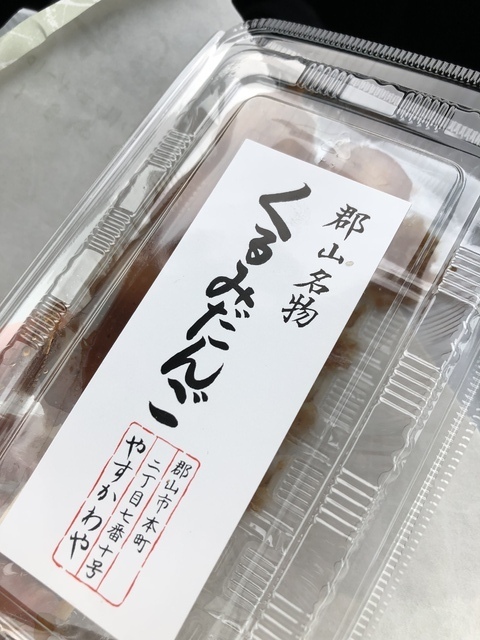 郡山名物
くるみだんご
郡山市本町
二丁目七番十号
やすかわや